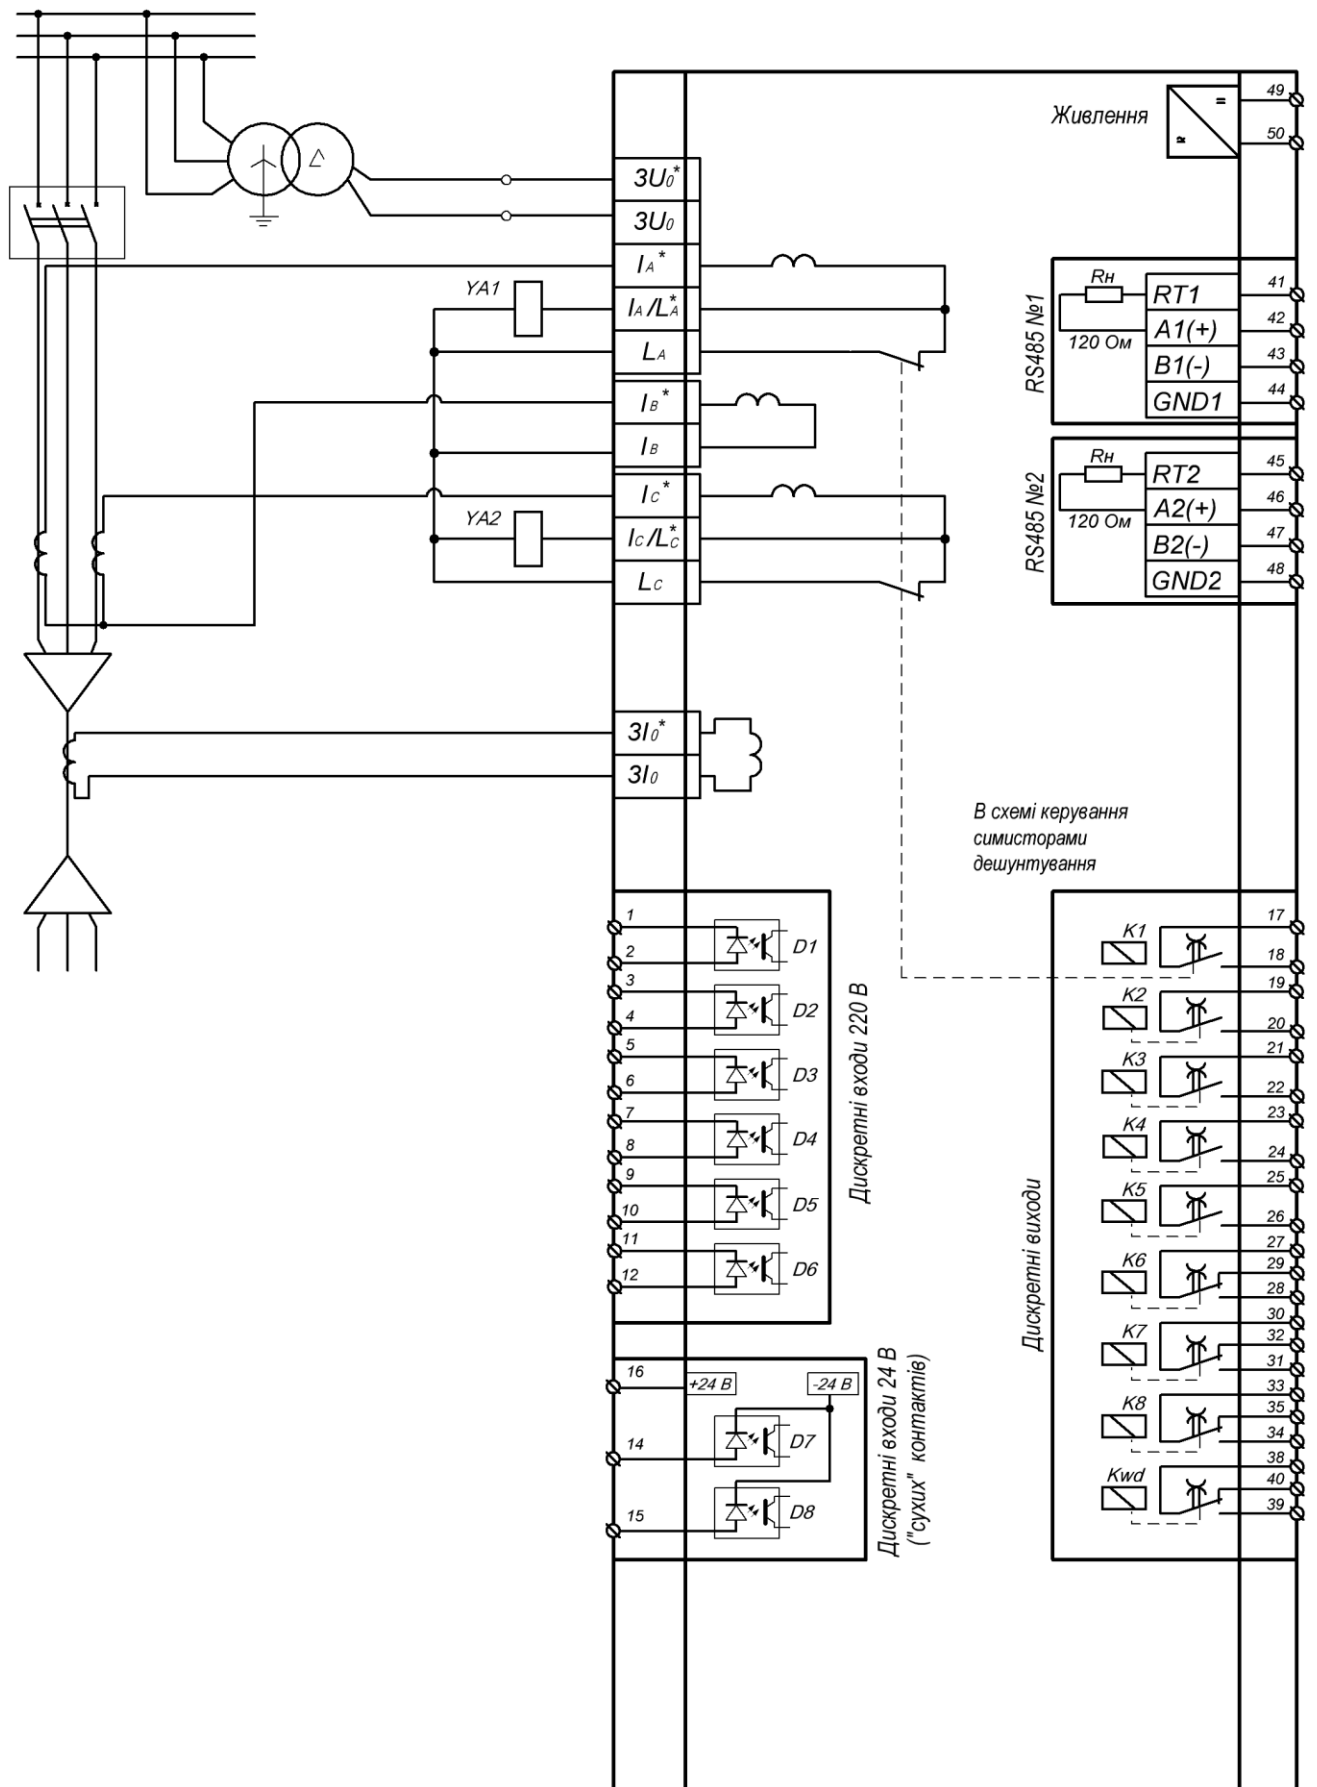 Живлення
49
50
3U0*
3U0
IA*
IA/LA*
LA
IB*
IB
IC*
IC/LC*
LC
YA1
YA2
RS485 №1
Rн
120 Ом
RT1
A1(+)
B1(-)
GND1
41
42
43
44
RS485 №2
Rн
120 Ом
RT2
A2(+)
B2(-)
GND2
45
46
47
48
3I0*
3I0
В схемі керування
симисторами
дешунтування
1
2
D1
3
4
D2
5
6
D3
7
8
D4
9
10
D5
11
12
D6
Дискретні входи 220 В
16
+24 В
-24 В
14
D7
15
D8
Дискретні входи 24 В
("сухих" контактів)
Дискретні виходи
K1
17
18
K2
19
20
K3
21
22
K4
23
24
K5
25
26
K6
27
29
28
K7
30
32
31
K8
33
35
34
Kwd
38
40
39